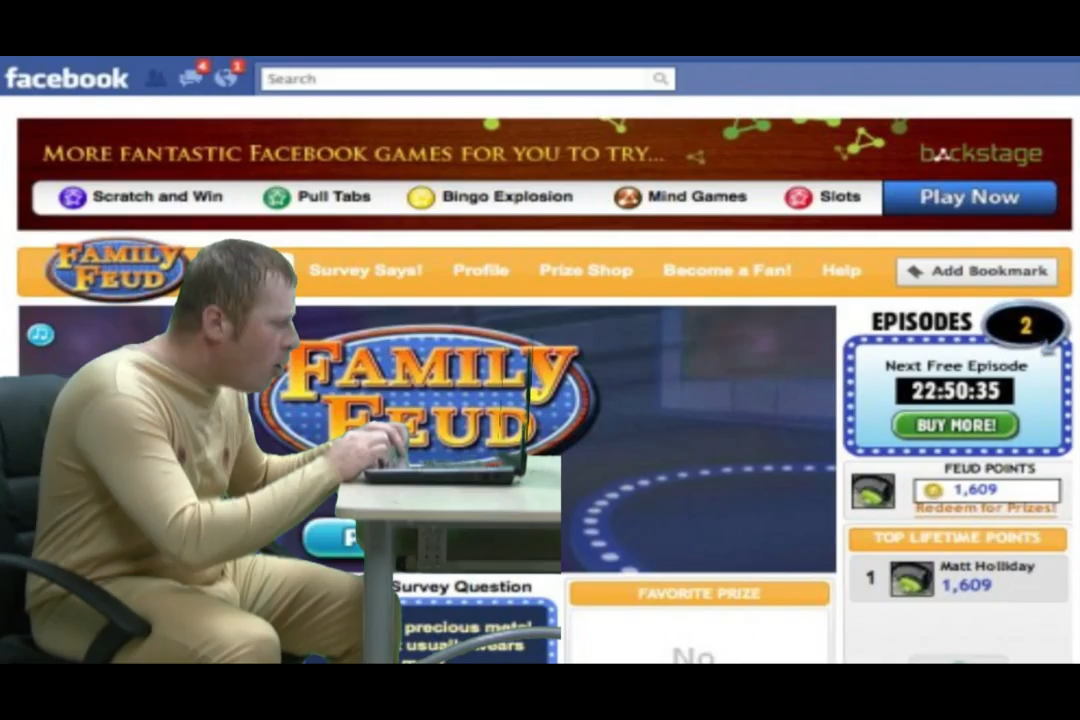 facebook
4
1
Search
MORE FANTASTIC FACEBOOK GAMES FOR YOU TO TRY...
backstage
Scratch and Win
Pull Tabs
Bingo Explosion
Mind Games
Slots
Play Now
FAMILY
FEUD
Survey Says!
Profile
Prize Shop
Become a Fan!
Help
Add Bookmark
FAMILY
FEUD
EPISODES
2
Next Free Episode
22:50:35
BUY MORE!
FEUD POINTS
1,609
Redeem for Prizes!
TOP LIFETIME POINTS
1
Matt Holliday
1,609
Survey Question
precious metal
usually
FAVORITE PRIZE
No